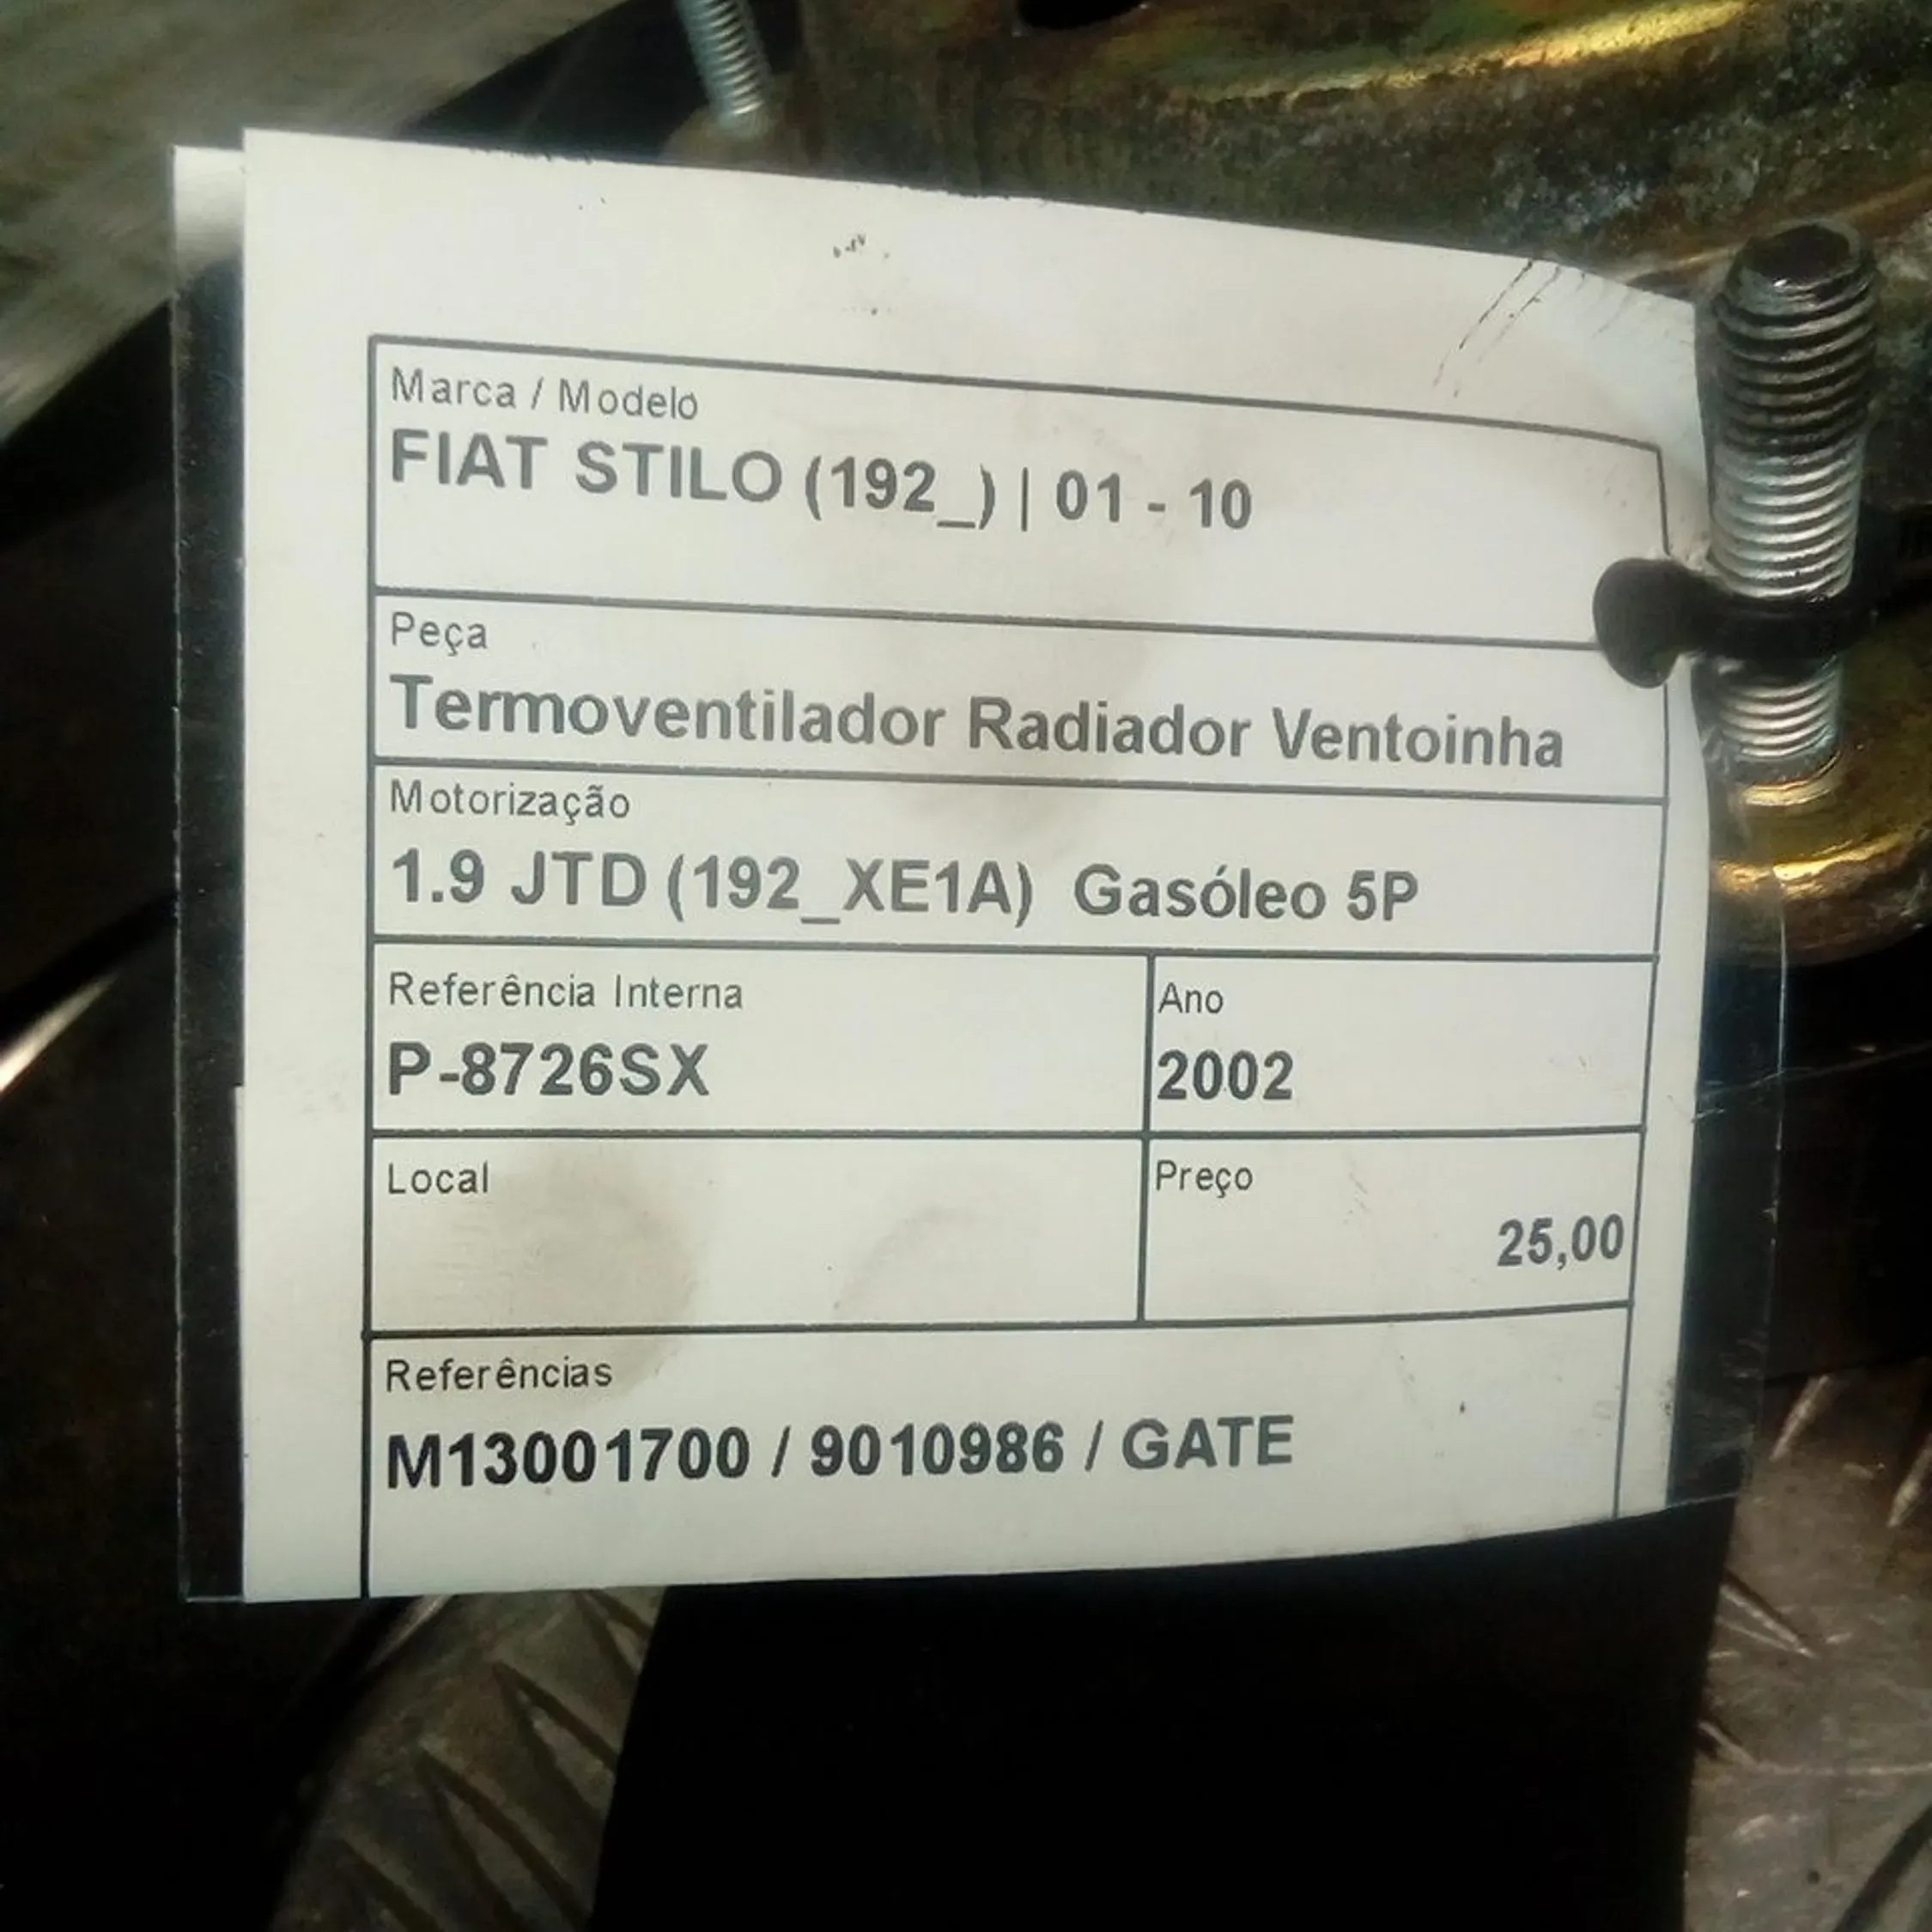 Marca / Modelo
FIAT STILO (192_) | 01 - 10
Peça
Termoventilador Radiador Ventoinha
Motorização
1.9 JTD (192_XE1A) Gasóleo 5P
Referência Interna
P-8726SX
Ano
2002
Local
Preço
25,00
Referências
M13001700 / 9010986 / GATE